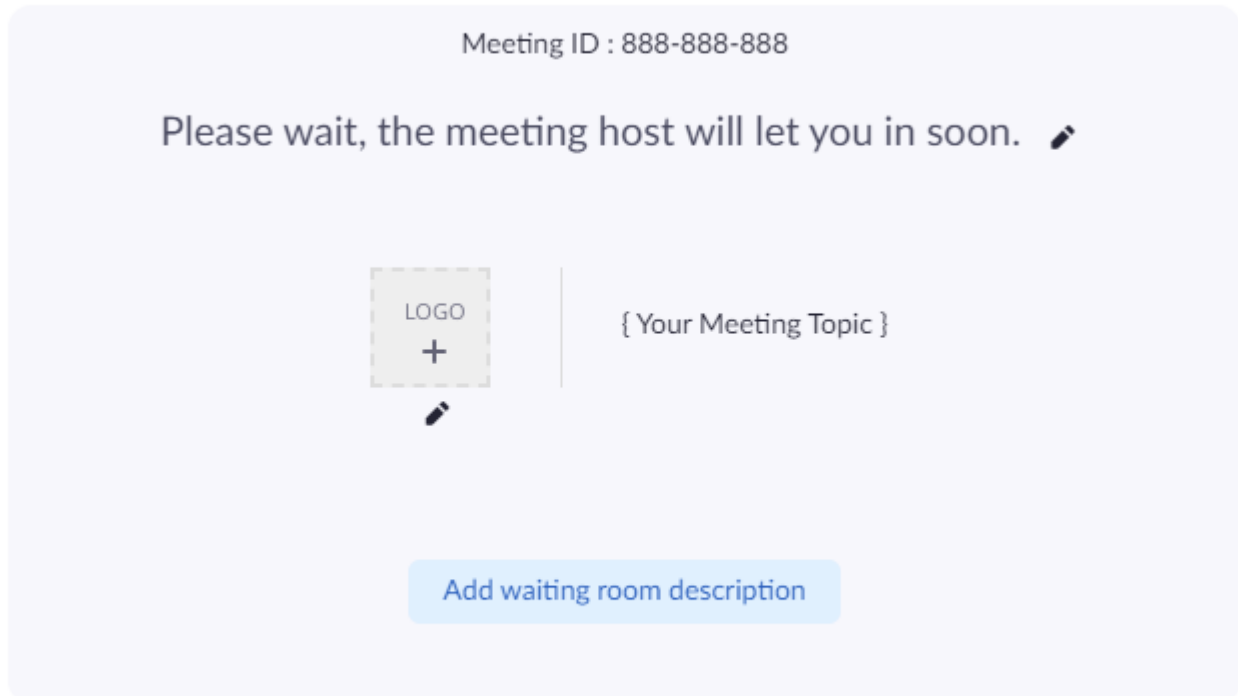 Meeting ID : 888-888-888
Please wait, the meeting host will let you in soon.
LOGO
+
{ Your Meeting Topic }
Add waiting room description